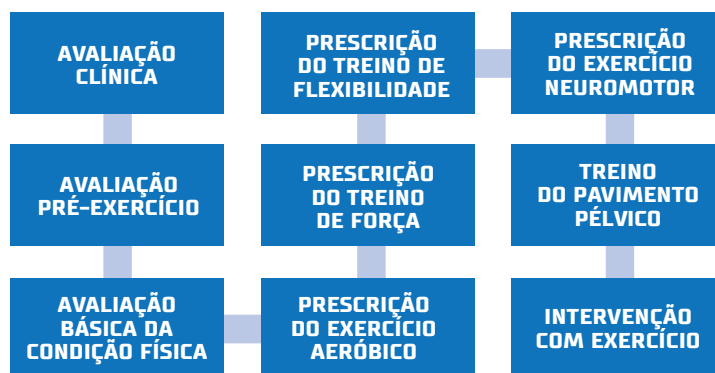 AVALIAÇÃO
CLÍNICA
AVALIAÇÃO
PRÉ-EXERCÍCIO
AVALIAÇÃO
BÁSICA DA
CONDIÇÃO FÍSICA
PRESCRIÇÃO
DO EXERCÍCIO
AERÓBICO
PRESCRIÇÃO
DO TREINO
DE FORÇA
PRESCRIÇÃO
DO TREINO DE
FLEXIBILIDADE
PRESCRIÇÃO
DO EXERCÍCIO
NEUROMOTOR
TREINO
DO PAVIMENTO
PÉLVICO
INTERVENÇÃO
COM EXERCÍCIO